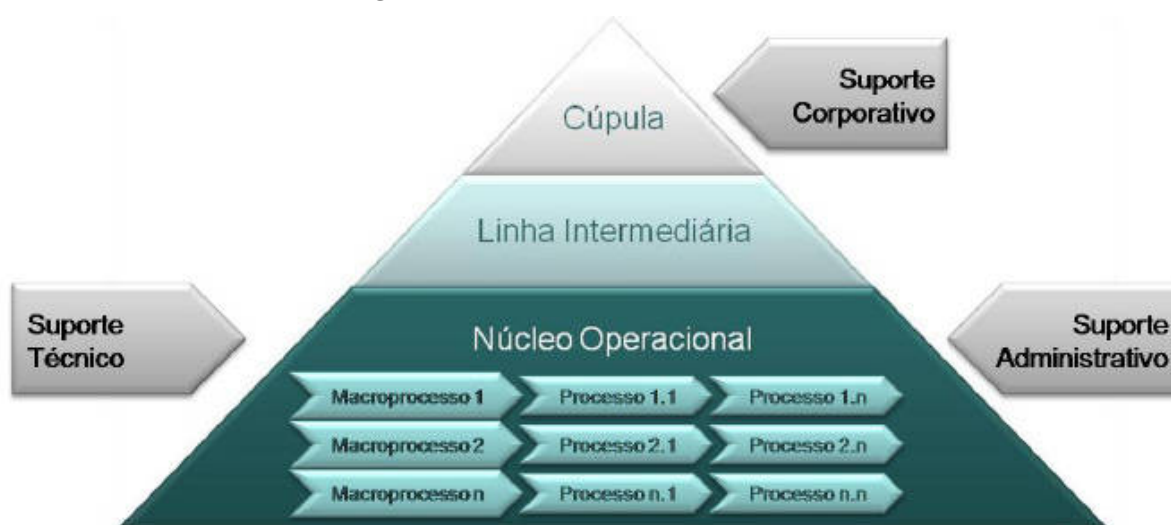 Suporte
Corporativo
Cúpula
Linha Intermediária
Suporte
Técnico
Núcleo Operacional
Suporte
Administrativo
Macroprocesso 1
Processo 1.1
Processo 1.n
Macroprocesso 2
Processo 2.1
Processo 2.n
Macroprocesso n
Processo n.1
Processo n.n